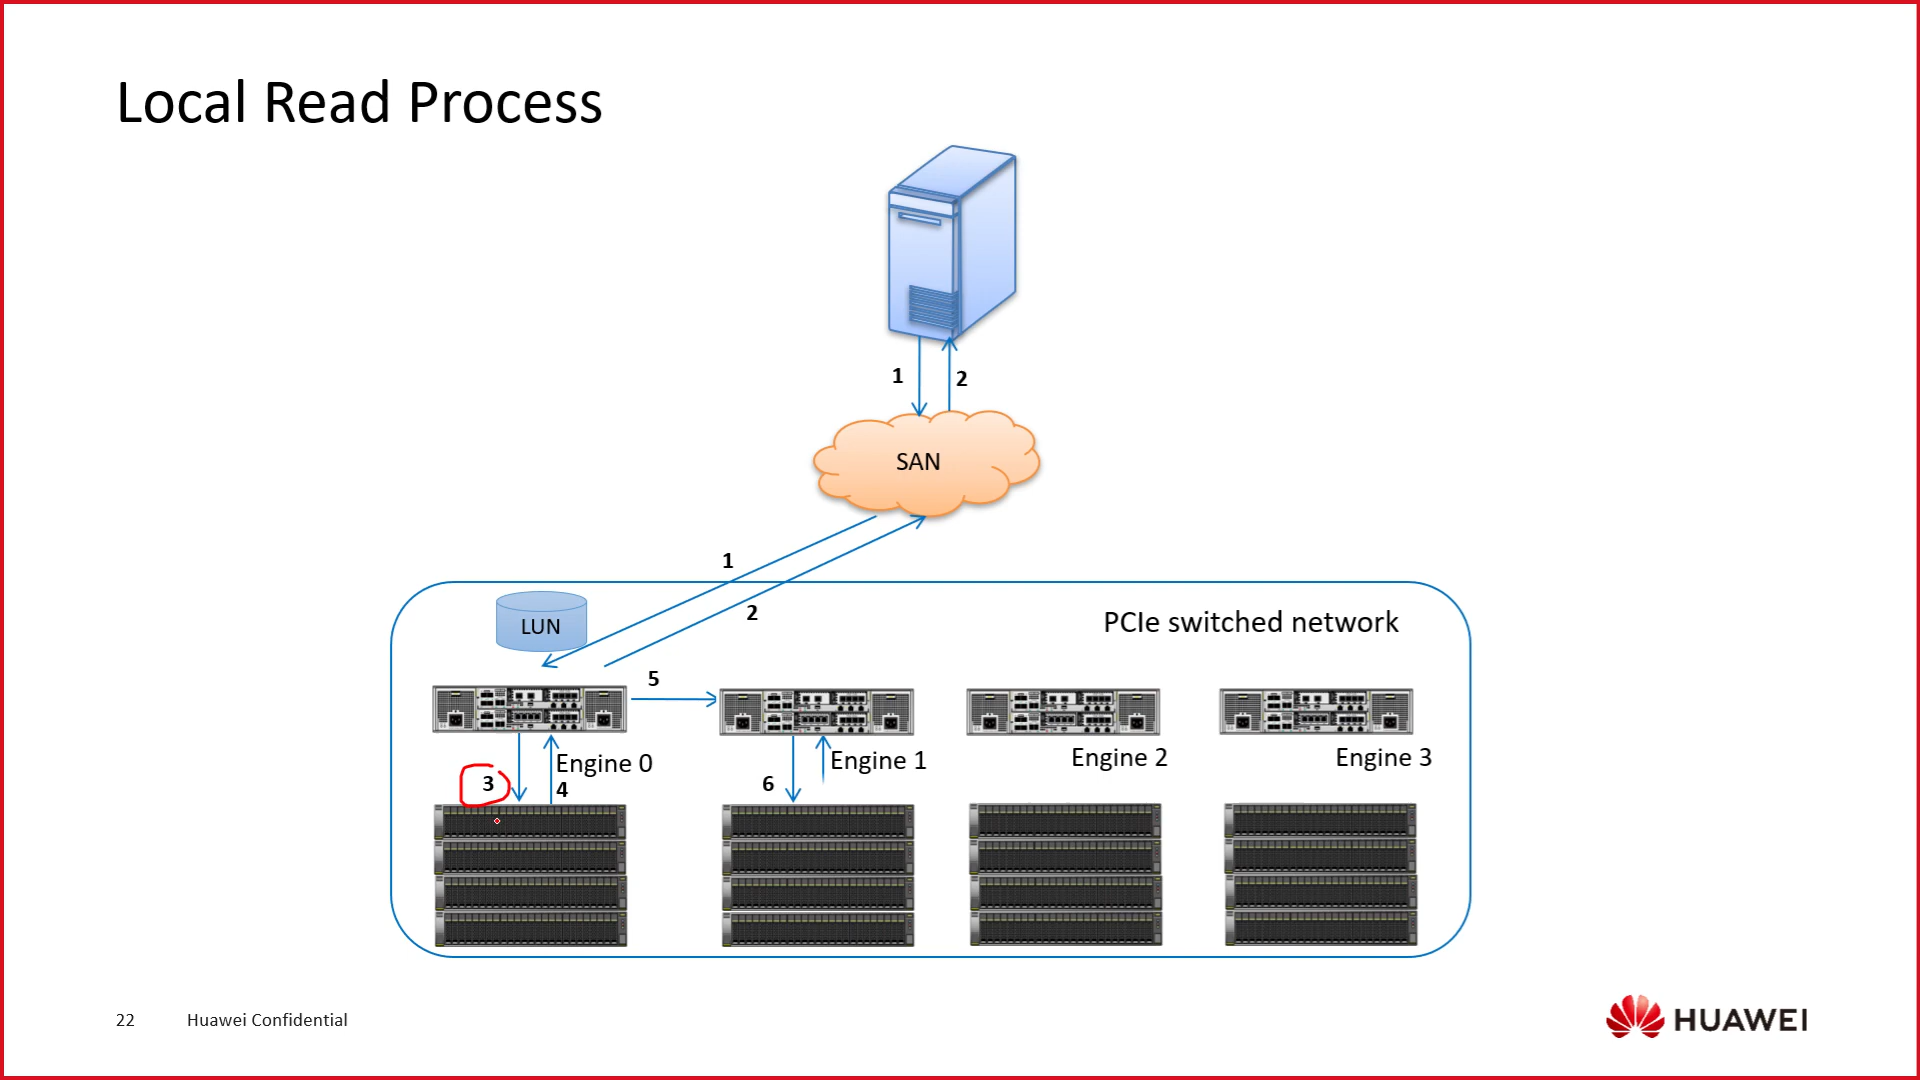 Local Read Process
1
2
SAN
1
2
LUN
PCIe switched network
5
Engine 0
Engine 1
Engine 2
Engine 3
3
4
6
22
Huawei Confidential
HUAWEI